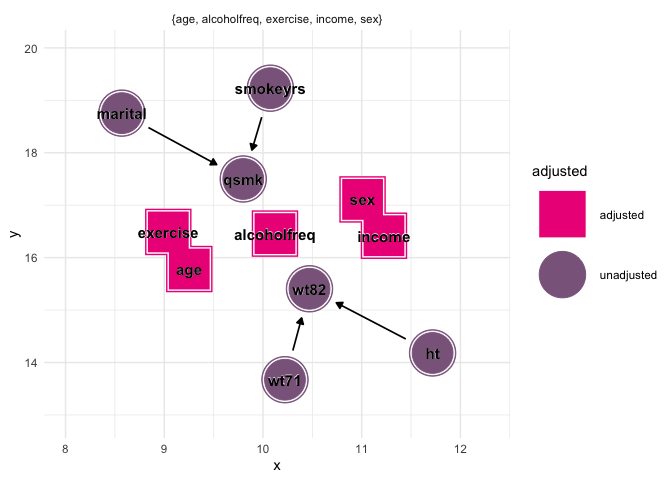 {age, alcoholfreq, exercise, income, sex}
20
18
16
14
y
smokeyrs
marital
qsmk
sex
exercise
alcoholfreq
income
age
wt82
ht
wt71
8
9
10
11
12
x
adjusted
adjusted
unadjusted